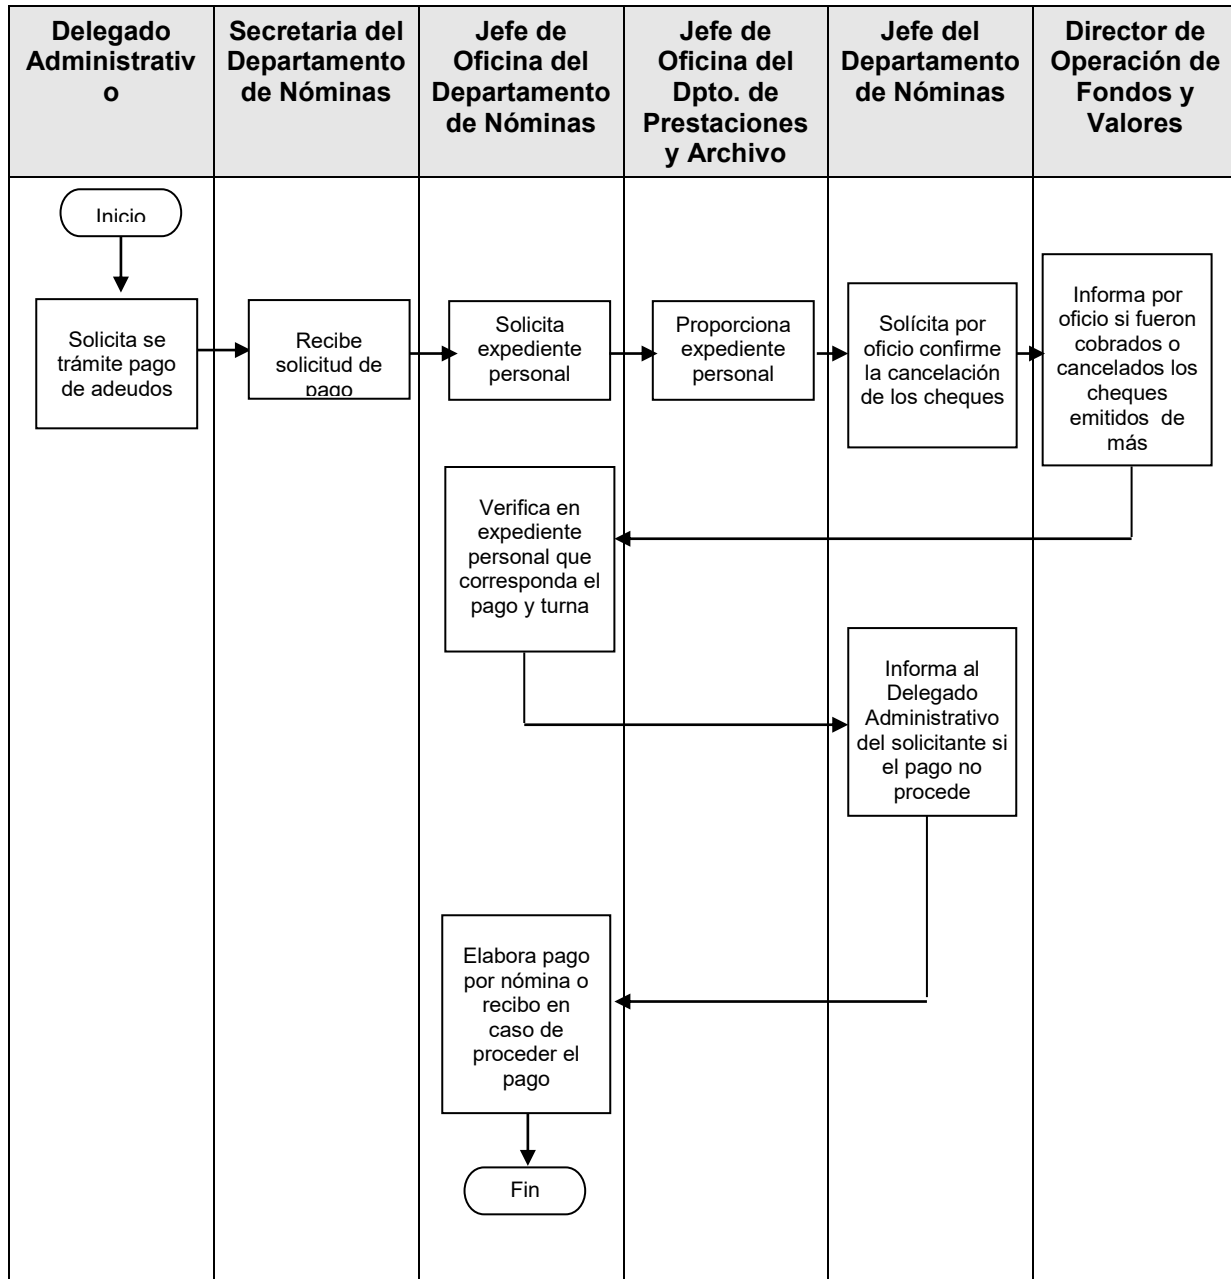 Delegado
Administrativ
o
Secretaria del
Departamento
de Nóminas
Jefe de
Oficina del
Departamento
de Nóminas
Jefe de
Oficina del
Dpto. de
Prestaciones
y Archivo
Jefe del
Departamento
de Nóminas
Director de
Operación de
Fondos y
Valores
Inicio
Solicita se
trámite pago
de adeudos
Recibe
solicitud de
pago
Solicita
expediente
personal
Proporciona
expediente
personal
Solícita por
oficio confirme
la cancelación
de los cheques
Informa por
oficio si fueron
cobrados o
cancelados los
cheques
emitidos de
más
Verifica en
expediente
personal que
corresponda el
pago y turna
Informa al
Delegado
Administrativo
del solicitante si
el pago no
procede
Elabora pago
por nómina o
recibo en
caso de
proceder el
pago
Fin